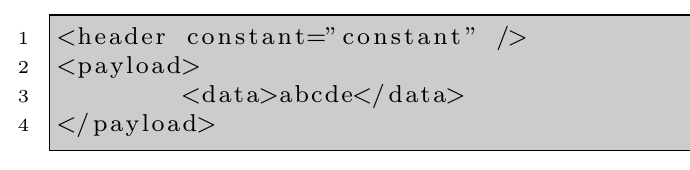 1 <header constant="constant" />
2 <payload>
3 <data>abcde</data>
4 </payload>